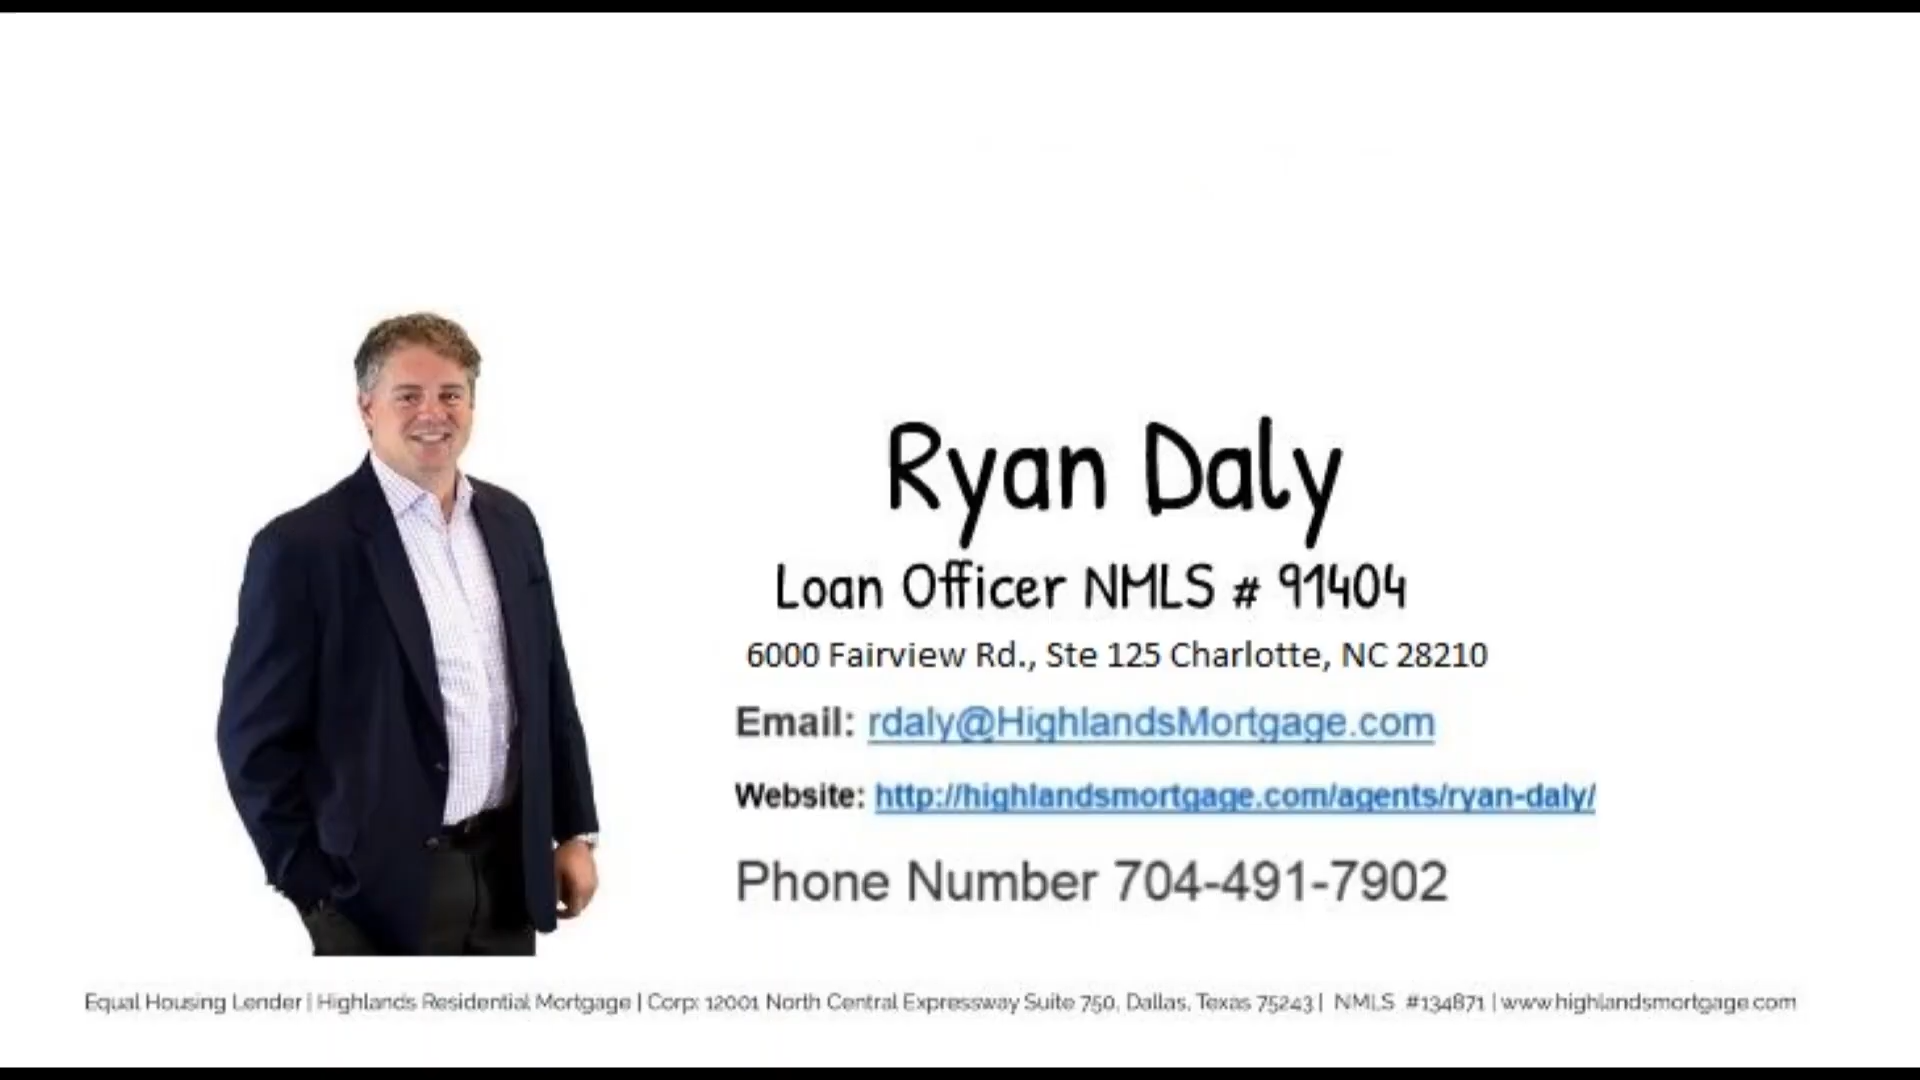 Ryan Daly
Loan Officer NMLS # 91404
6000 Fairview Rd., Ste 125 Charlotte, NC 28210
Email: rdaly@HighlandsMortgage.com
Website: http://highlandsmortgage.com/agents/ryan-daly/
Phone Number 704-491-7902
Equal Housing Lender | Highlands Residential Mortgage | Corp: 12001 North Central Expressway Suite 750, Dallas, Texas 75243 | NMLS #134871 | www.highlandsmortgage.com